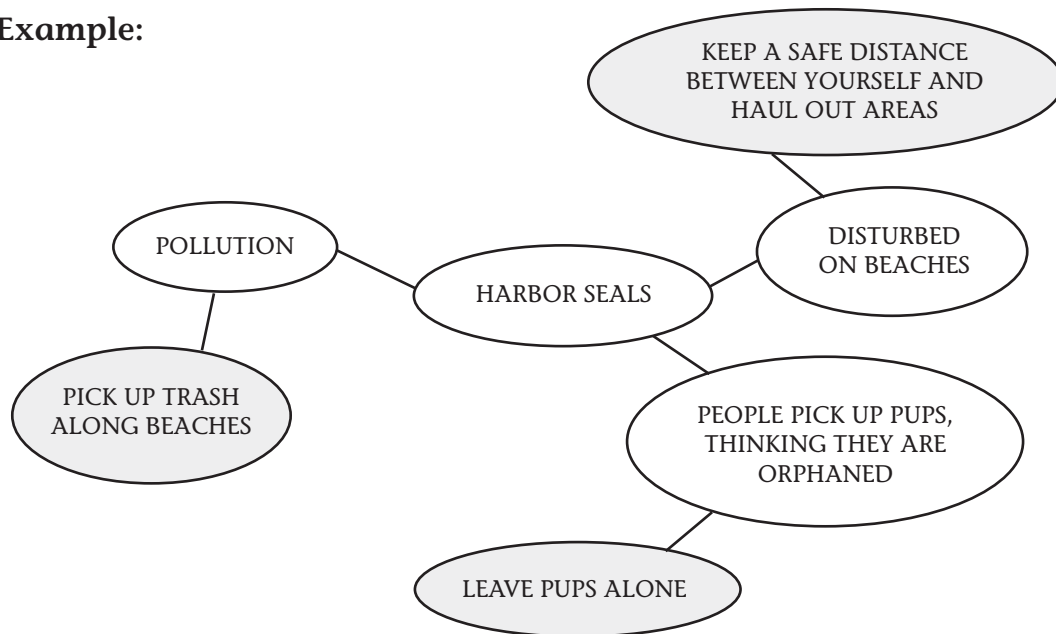 Example:
KEEP A SAFE DISTANCE
BETWEEN YOURSELF AND
HAUL OUT AREAS
POLLUTION
DISTURBED
ON BEACHES
HARBOR SEALS
PICK UP TRASH
ALONG BEACHES
PEOPLE PICK UP PUPS,
THINKING THEY ARE
ORPHANED
LEAVE PUPS ALONE